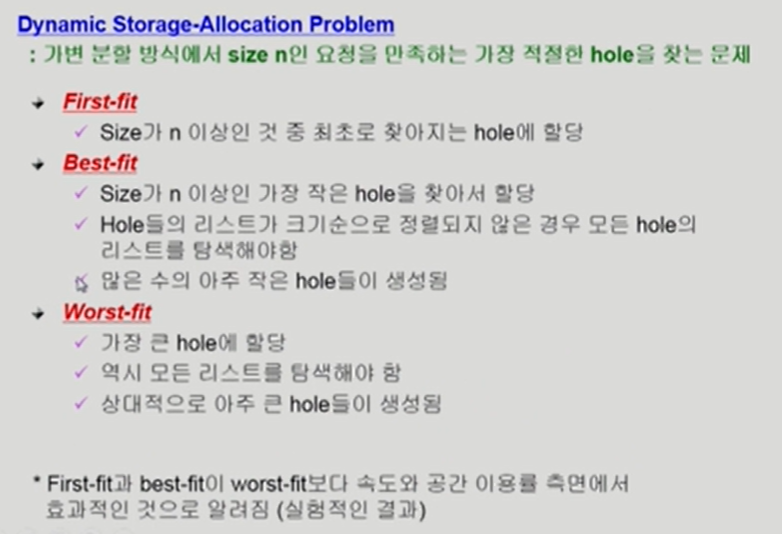 Dynamic Storage-Allocation Problem
: 가변 분할 방식에서 size n인 요청을 만족하는 가장 적절한 hole을 찾는 문제
First-fit
✓ Size가 n 이상인 것 중 최초로 찾아지는 hole에 할당
Best-fit
✓ Size가 n 이상인 가장 작은 hole을 찾아서 할당
✓ Hole들의 리스트가 크기순으로 정렬되지 않은 경우 모든 hole의
리스트를 탐색해야함
많은 수의 아주 작은 hole들이 생성됨
Worst-fit
✓ 가장 큰 hole에 할당
✓ 역시 모든 리스트를 탐색해야 함
✓ 상대적으로 아주 큰 hole들이 생성됨
* First-fit과 best-fit이 worst-fit보다 속도와 공간 이용률 측면에서
효과적인 것으로 알려짐 (실험적인 결과)